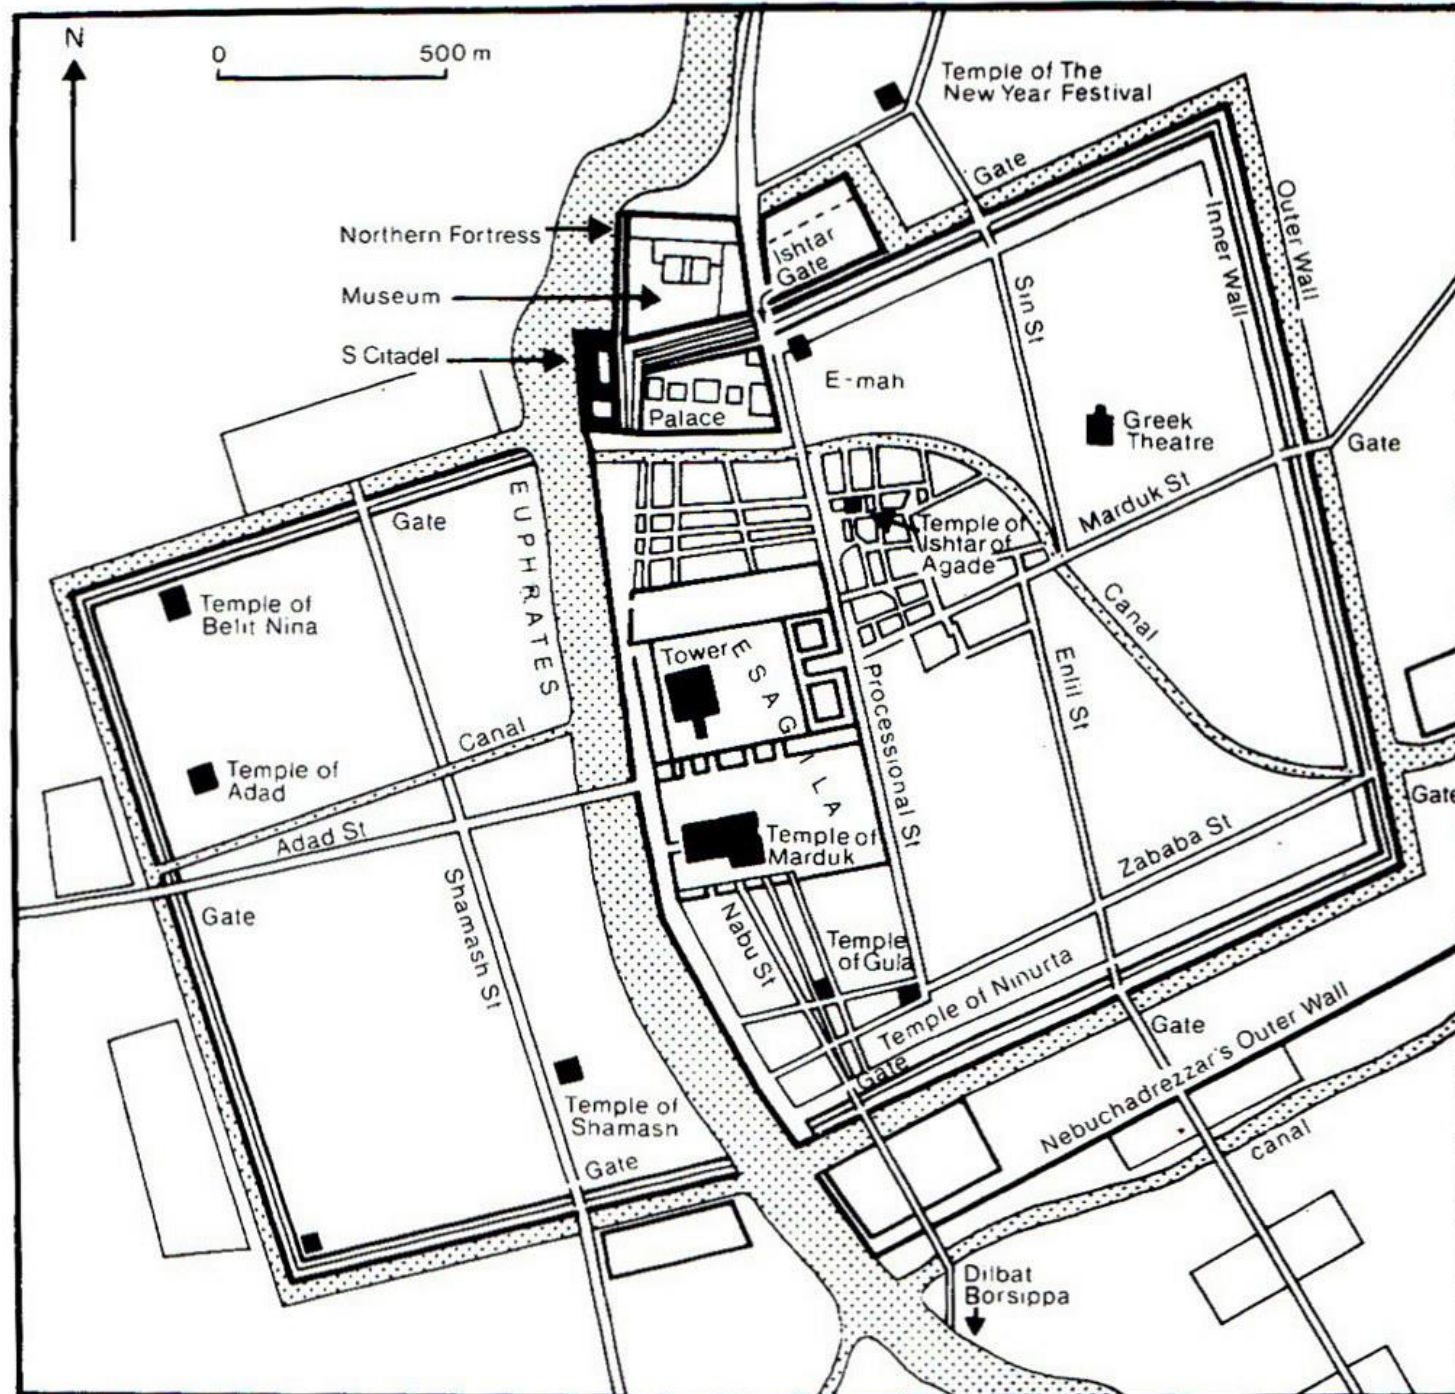 N
0 500 m
Temple of The
New Year Festival
Gate
Outer Wall
Inner Wall
Northern Fortress
Ishtar
Gate
Museum
Sin St
S Citadel
E-mah
Palace
Greek
Theatre
Gate
Marduk St
Gate
EUPHRATES
Temple of
Ishtar of
Agade
Temple of
Belit Nina
Canal
Tower
ESAGILA
Processional St
Enlil St
Canal
Temple of
Adad
Gate
Adad St
Temple of
Marduk
Zababa St
Shamash St
Gate
Nabu St
Temple
of Gula
Temple of Ninurta
Gate
Gate
Nebuchadrezzar's Outer Wall
Temple of
Shamasn
canal
Gate
Dilbat
Borsippa